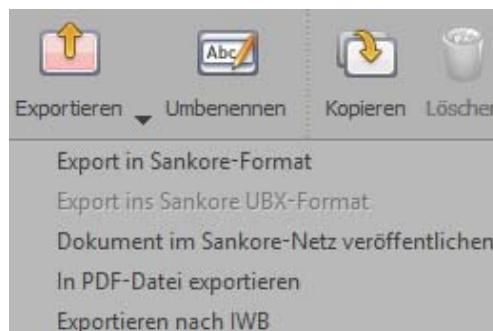 Abc
Exportieren Umbenennen Kopieren Lösche
Export in Sankore-Format
Export ins Sankore UBX-Format
Dokument im Sankore-Netz veröffentlichen
In PDF-Datei exportieren
Exportieren nach IWB